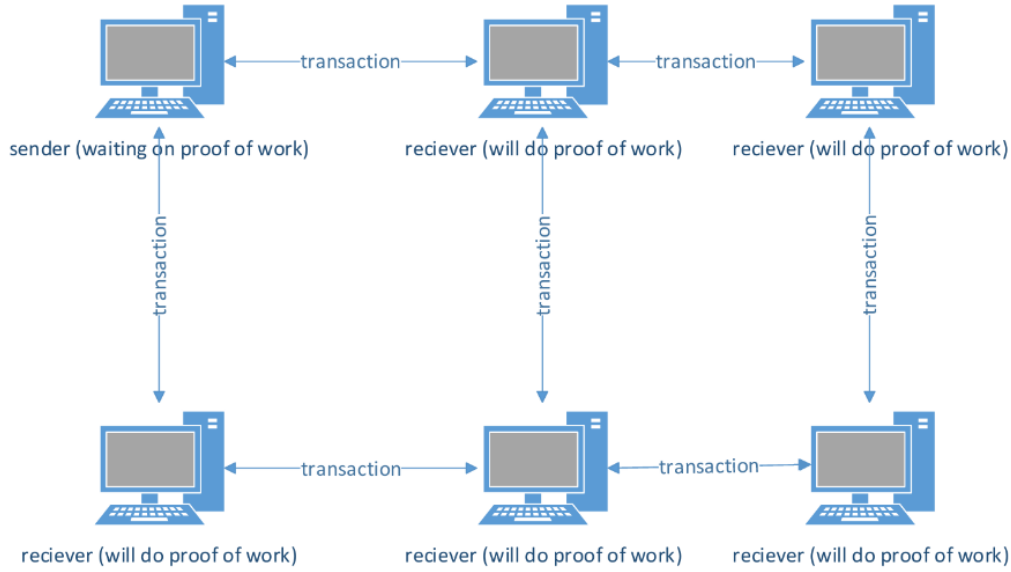 transaction
transaction
sender (waiting on proof of work)
reciever (will do proof of work)
reciever (will do proof of work)
transaction
transaction
transaction
transaction
transaction
reciever (will do proof of work)
reciever (will do proof of work)
reciever (will do proof of work)